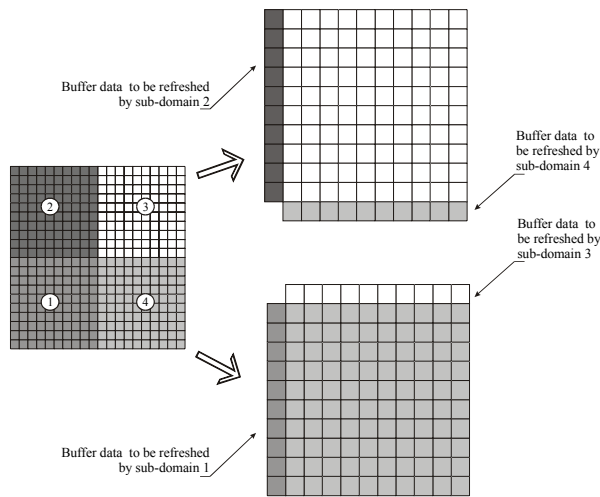 Buffer data to be refreshed
by sub-domain 2
Buffer data to
be refreshed by
sub-domain 4
2
3
1
4
Buffer data to
be refreshed by
sub-domain 3
Buffer data to be refreshed
by sub-domain 1